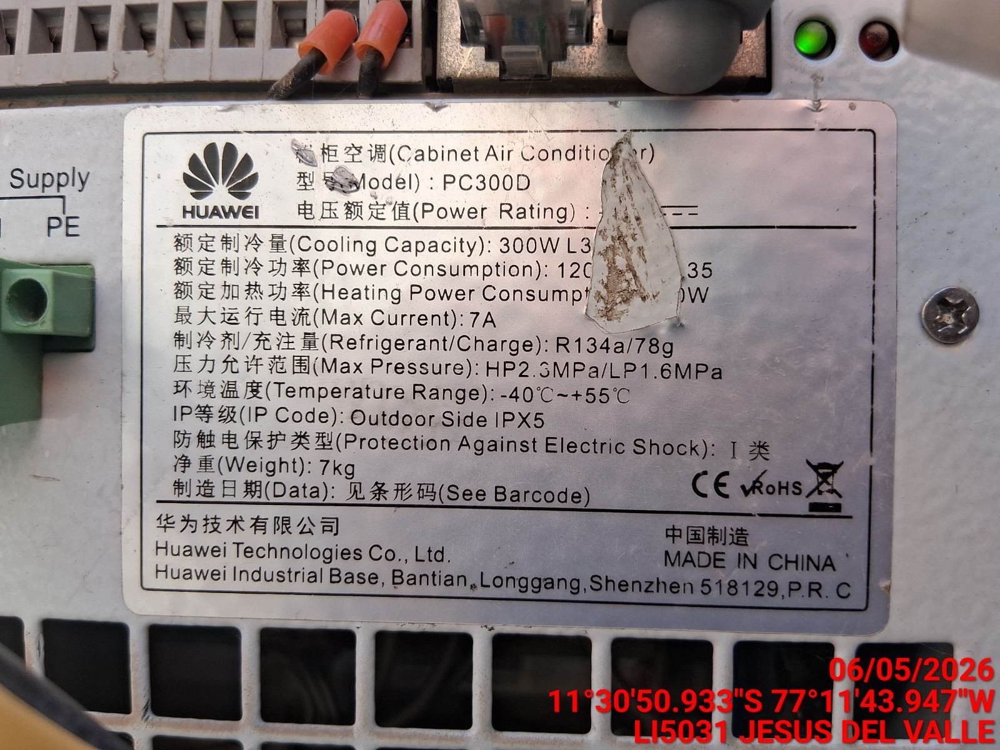 Supply
PE
HUAWEI
柜空调(Cabinet Air
型号(Model) : PC300D
电压额定值(Power Rating) :
额定制冷量(Cooling Capacity): 300W
额定制冷功率(Power Consumption):
额定加热功率(Heating Power
最大运行电流(Max Current): 7A
制冷剂/充注量(Refrigerant/Charge): R134a/78g
压力允许范围(Max Pressure): HP2.3MPa/LP1.6MPa
环境温度(Temperature Range): -40℃~+55℃
IP等级(IP Code): Outdoor Side IPX5
防触电保护类型(Protection Against Electric Shock): I 类
净重(Weight): 7kg
制造日期(Data): 见条形码(See Barcode)
CE RoHS
华为技术有限公司
中国制造
Huawei Technologies Co., Ltd.
MADE IN CHINA
Huawei Industrial Base, Bantian, Longgang, Shenzhen 518129, P.R. C
06/05/2026
11°30'50.933"S 77°11'43.947"W
LI5031 JESUS DEL VALLE